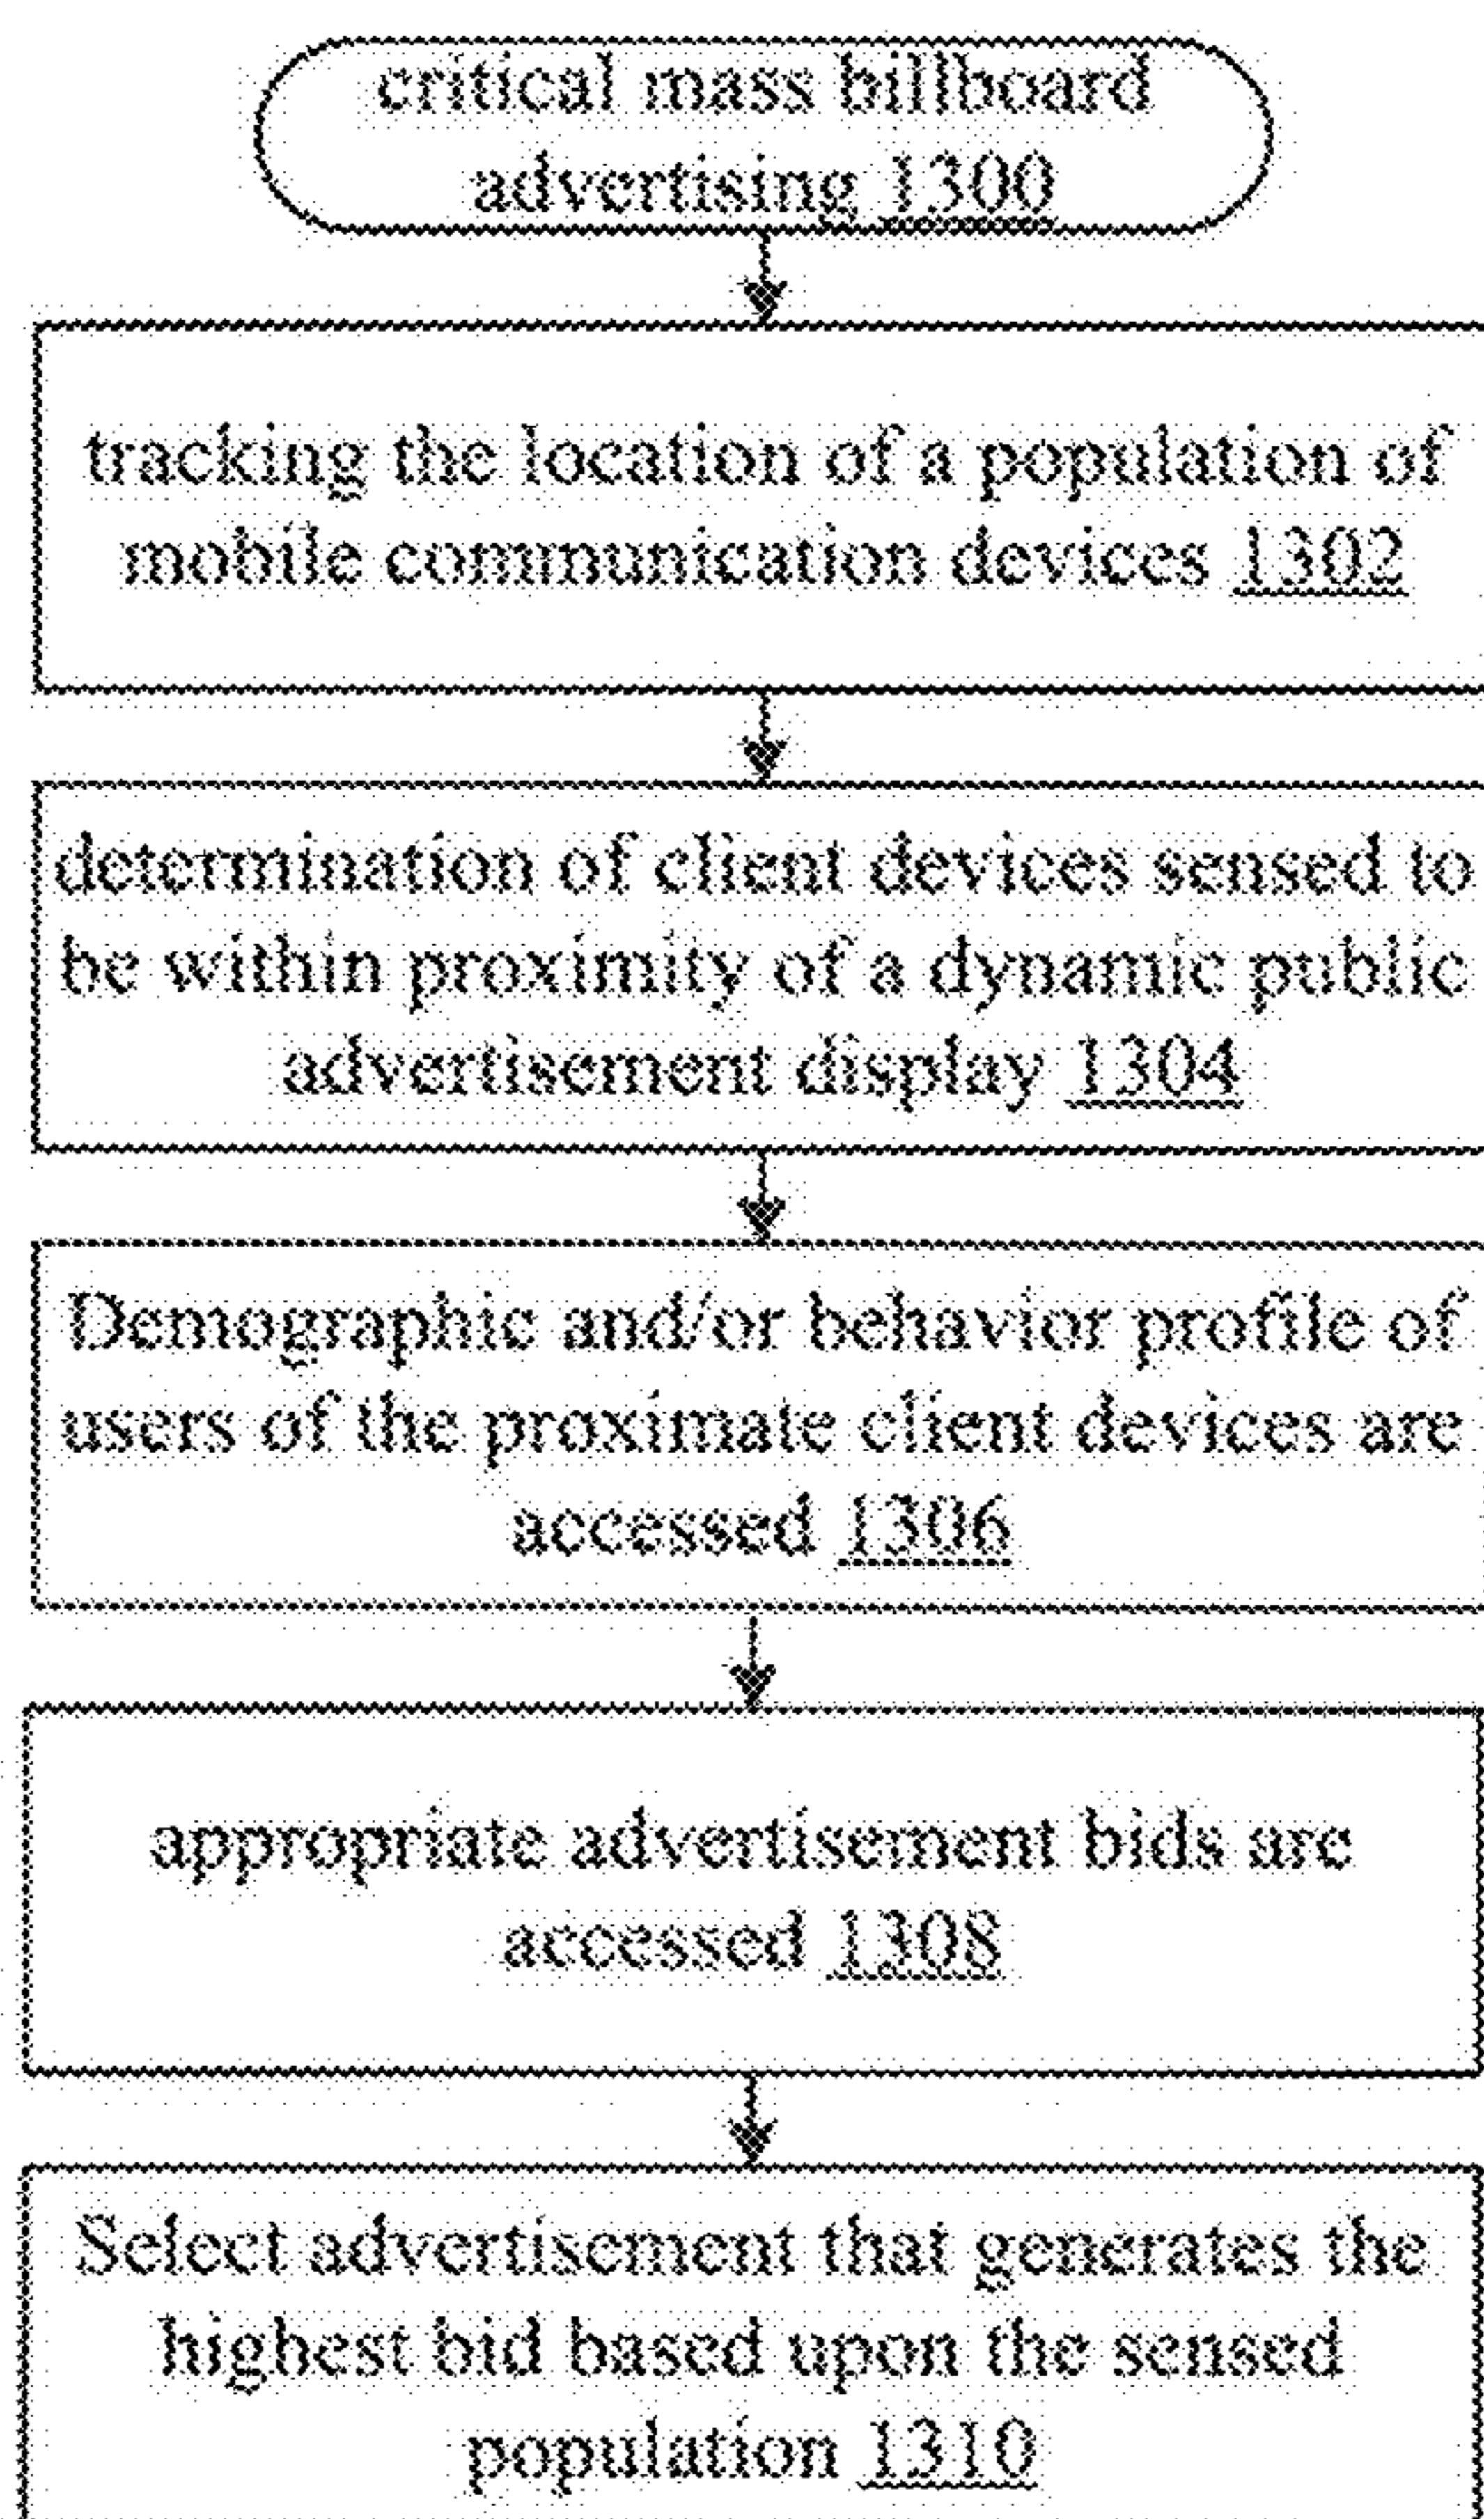 critical mass billboard
advertising 1300
tracking the location of a population of
mobile communication devices 1302
determination of client devices sensed to
be within proximity of a dynamic public
advertisement display 1304
Demographic and/or behavior profile of
users of the proximate client devices are
accessed 1306
appropriate advertisement bids are
accessed 1308
Select advertisement that generates the
highest bid based upon the sensed
population 1310